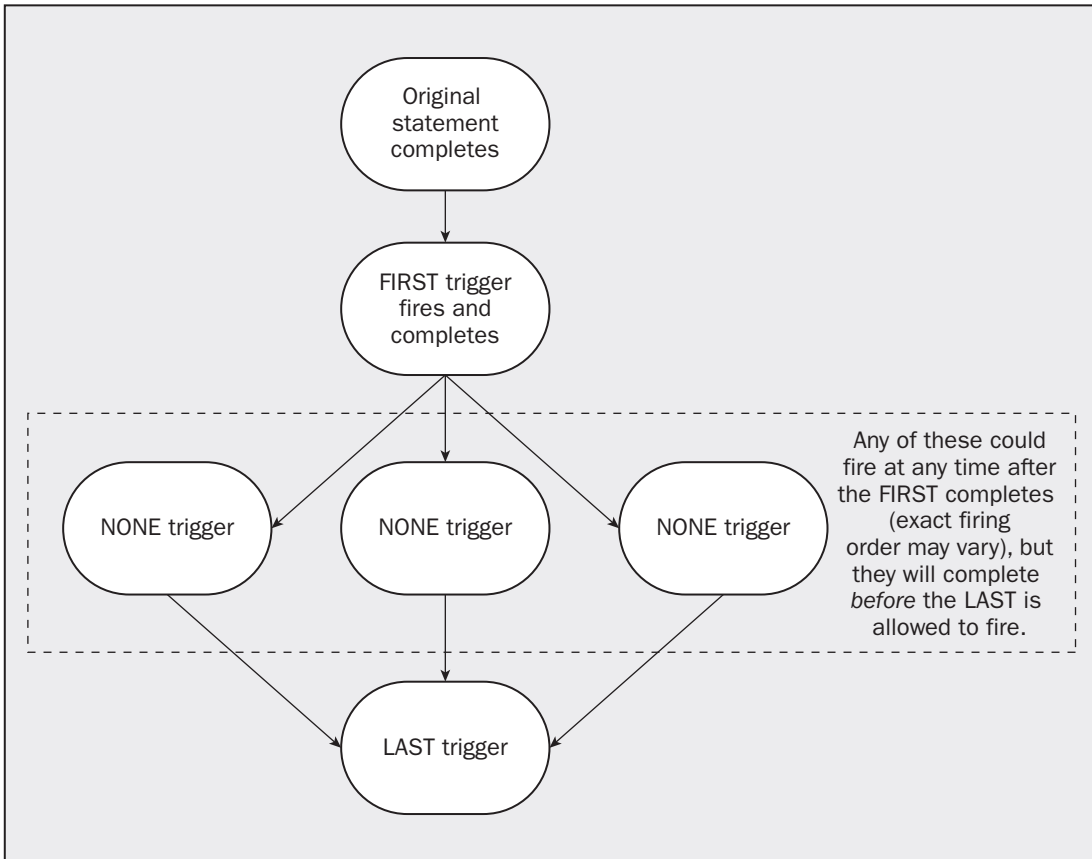 Original
statement
completes
FIRST trigger
fires and
completes
NONE trigger
NONE trigger
NONE trigger
Any of these could
fire at any time after
the FIRST completes
(exact firing
order may vary), but
they will complete
before the LAST is
allowed to fire.
LAST trigger